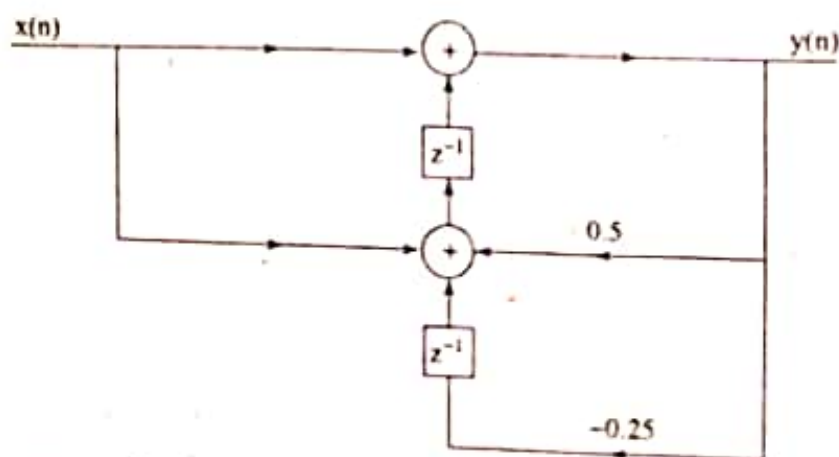 x(n)
+
y(n)
z⁻¹
+
0.5
z⁻¹
-0.25